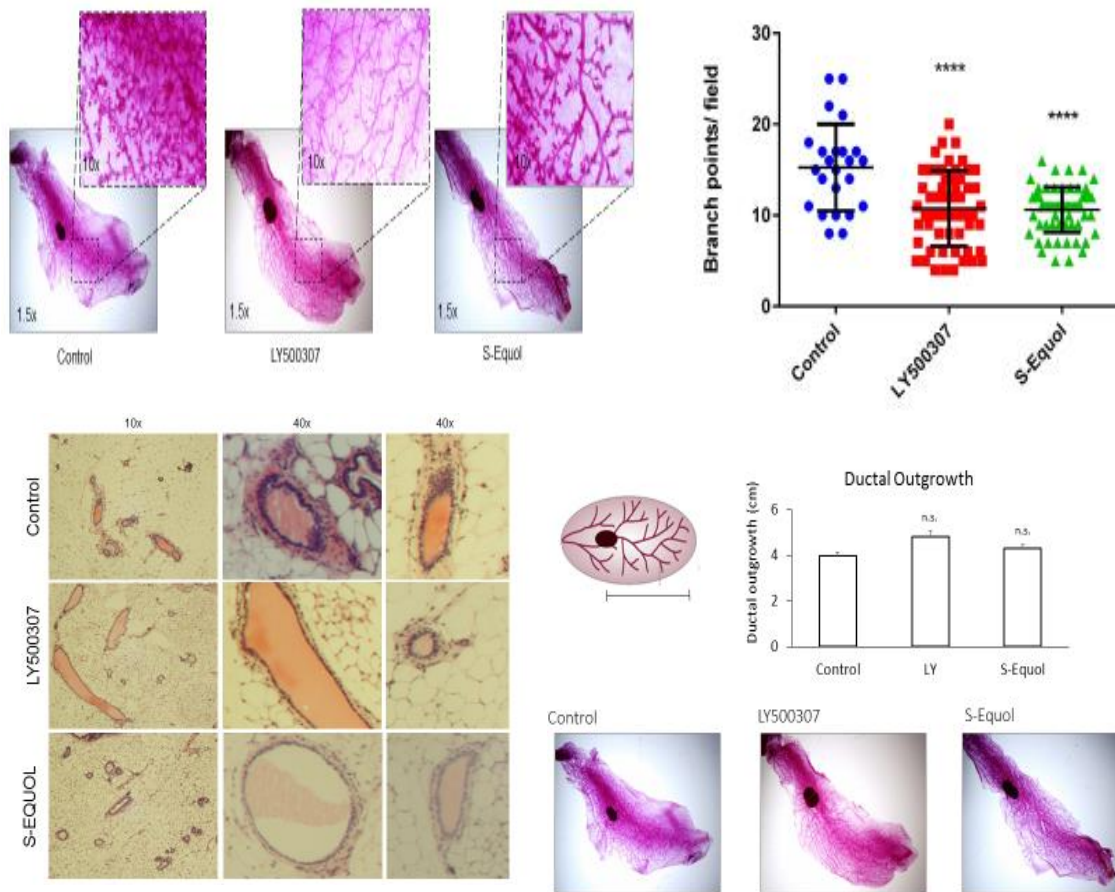 10x
10x
10x
1.5x
1.5x
1.5x
Control
LY500307
S-Equol
Branch points/ field
30
20
10
0
****
****
Control
LY500307
S-Equol
10x
40x
40x
Control
LY500307
S-EQUOL
Ductal Outgrowth
Ductal outgrowth (cm)
6
4
2
0
n.s.
n.s.
Control
LY
S-Equol
Control
LY500307
S-Equol